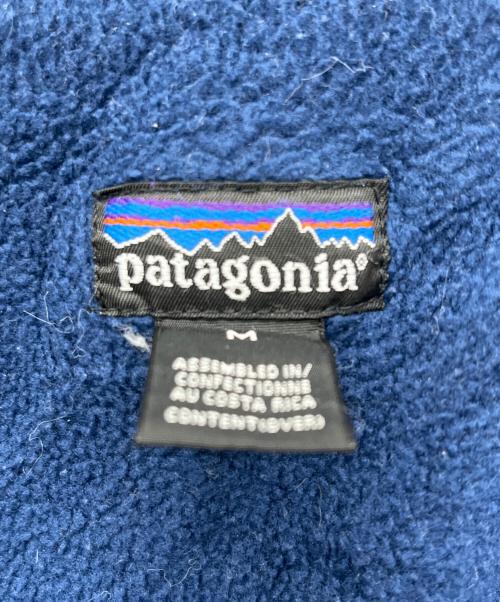 patagonia®
M
ASSEMBLED IN/
CONFECTIONNE
AU COSTA RICA
CONTENT(OVER)